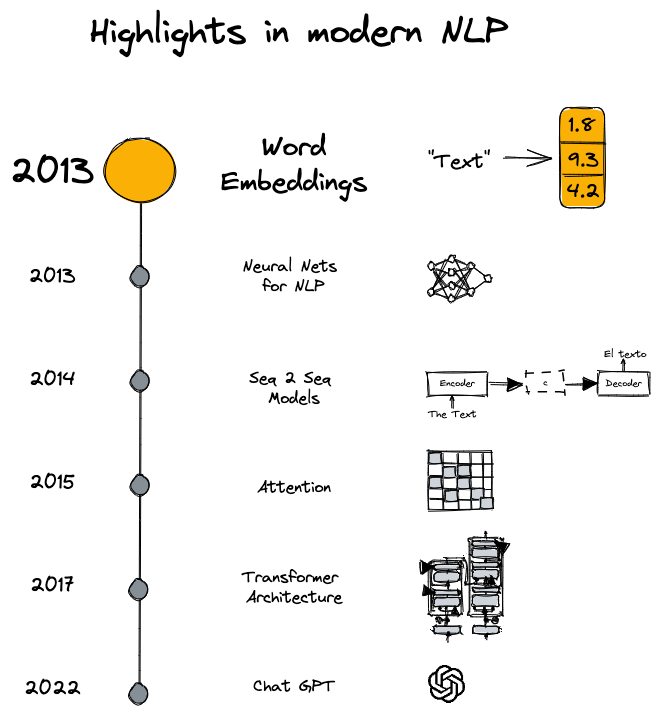 Highlights in modern NLP
2013
Word
Embeddings
"Text"
1.8
9.3
4.2
2013
Neural Nets
for NLP
2014
Seq 2 Seq
Models
El texto
Encoder
c
Decoder
The Text
2015
Attention
2017
Transformer
Architecture
2022
Chat GPT